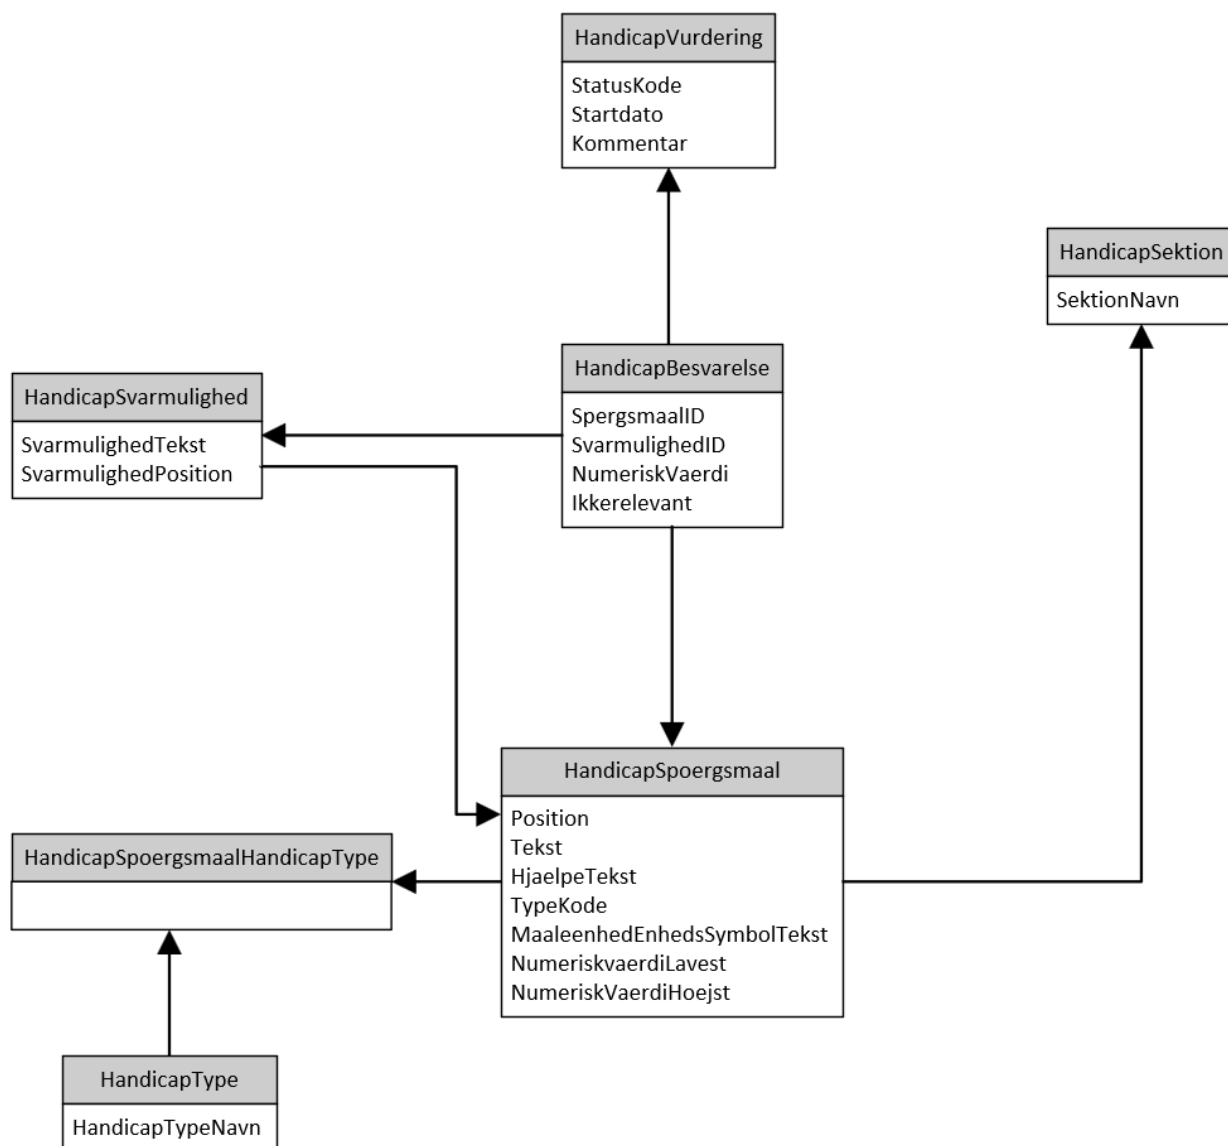 HandicapVurdering
StatusKode
Startdato
Kommentar
HandicapSektion
SektionNavn
HandicapBesvarelse
SpergsmaalID
SvarmulighedID
NumeriskVaerdi
Ikkerelevant
HandicapSvarmulighed
SvarmulighedTekst
SvarmulighedPosition
HandicapSpoergsmaal
Position
Tekst
HjaelpeTekst
TypeKode
MaaleenhedEnhedsSymbolTekst
NumeriskvaerdiLavest
NumeriskVaerdiHoejst
HandicapSpoergsmaalHandicapType
HandicapType
HandicapTypeNavn